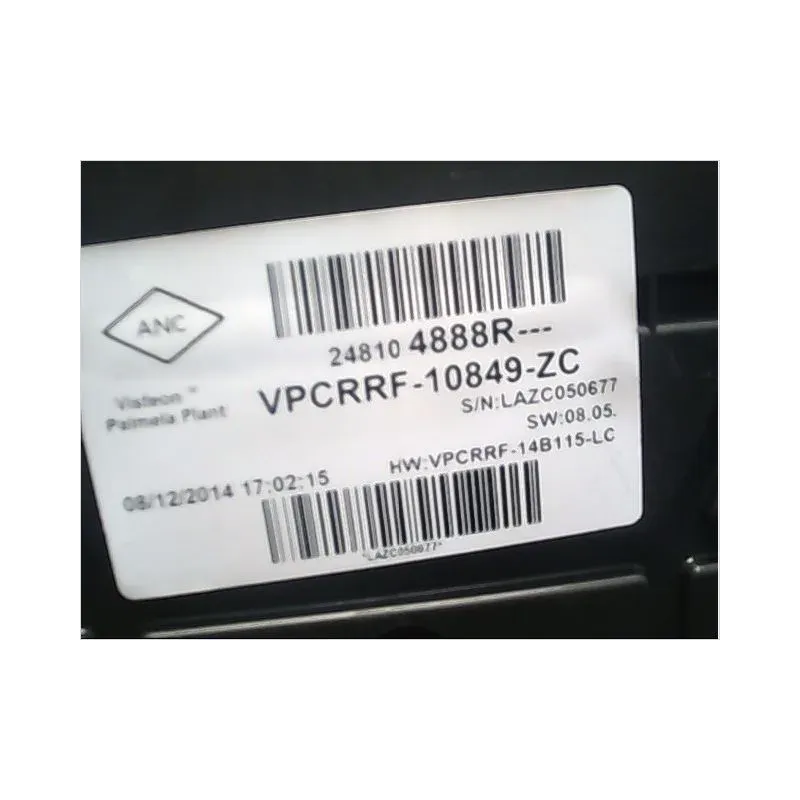 ANC
24810 4888R---
VPCRRF-10849-ZC
Visteon™
Palmela Plant
S/N:LAZC050677
SW:08.05.
HW:VPCRRF-14B115-LC
08/12/2014 17:02:15
*LAZC050677*